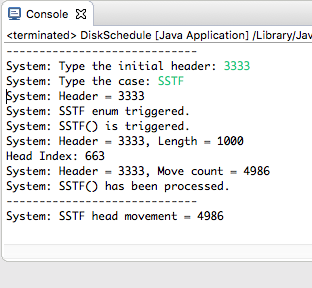 Console
<terminated> DiskSchedule [Java Application] /Library/Jav
-----------------------------
System: Type the initial header: 3333
System: Type the case: SSTF
System: Header = 3333
System: SSTF enum triggered.
System: SSTF() is triggered.
System: Header = 3333, Length = 1000
Head Index: 663
System: Header = 3333, Move count = 4986
System: SSTF() has been processed.
-----------------------------
System: SSTF head movement = 4986